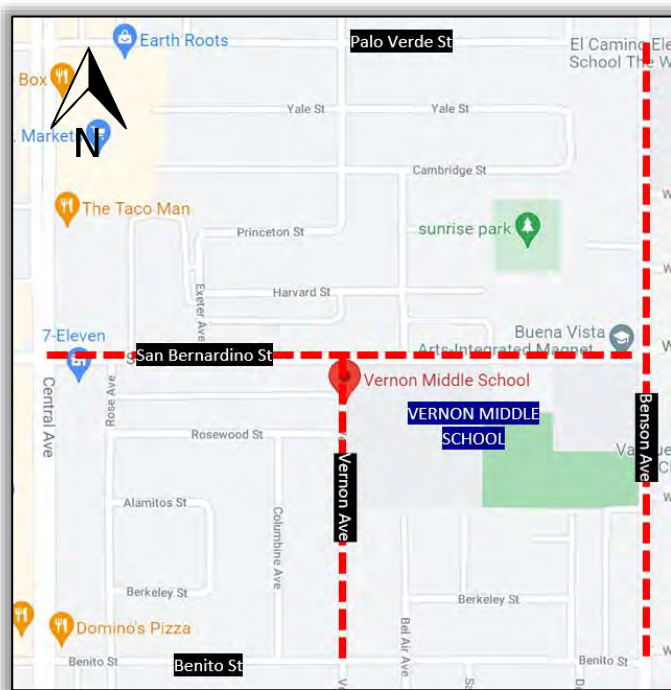 Earth Roots
Palo Verde St
El Camino Ele
School The W
Box
N
Yale St
Yale St
Market
Cambridge St
The Taco Man
sunrise park
Princeton St
Exeter Ave
Harvard St
7-Eleven
Buena Vista
Arts-Integrated Magnet
San Bernardino St
Central Ave
Rose Ave
Vernon Middle School
VERNON MIDDLE
SCHOOL
Benson Ave
Rosewood St
Vernon Ave
Alamitos St
Columbine Ave
Berkeley St
Berkeley St
Bel Air Ave
Domino's Pizza
Benito St
Benito St
Benito St